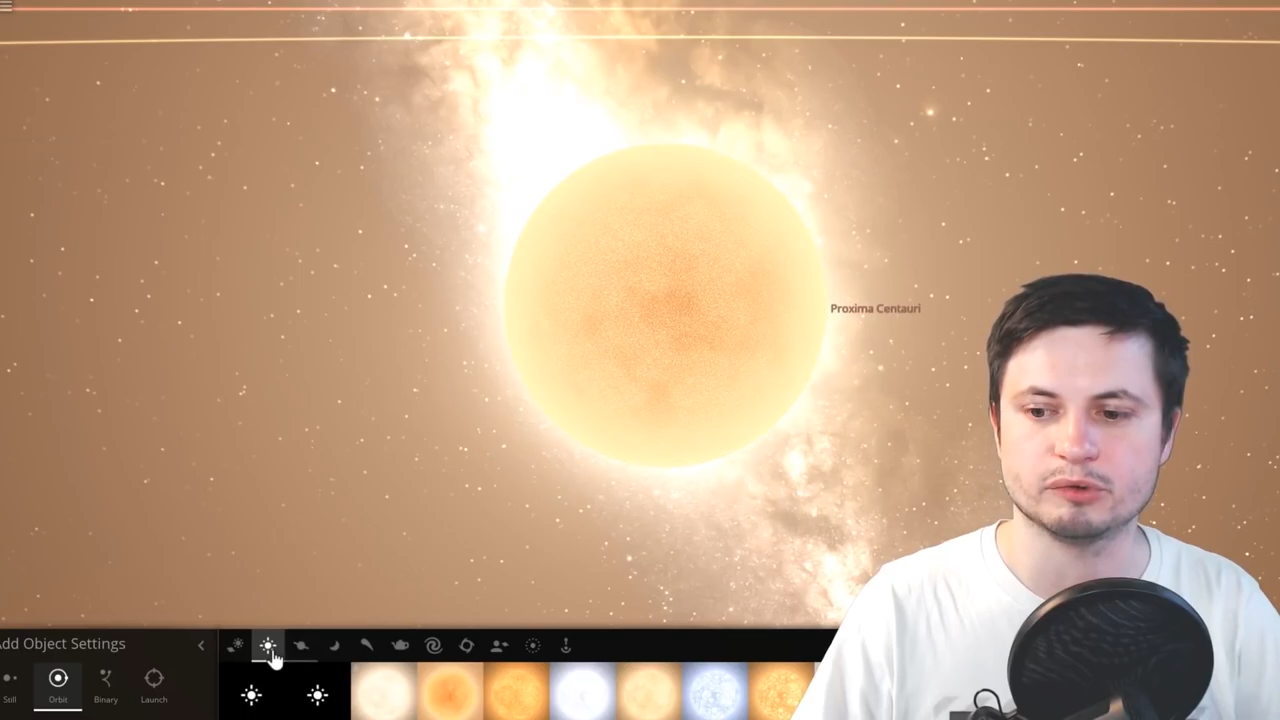 Proxima Centauri
Add Object Settings
Still
Orbit
Binary
Launch